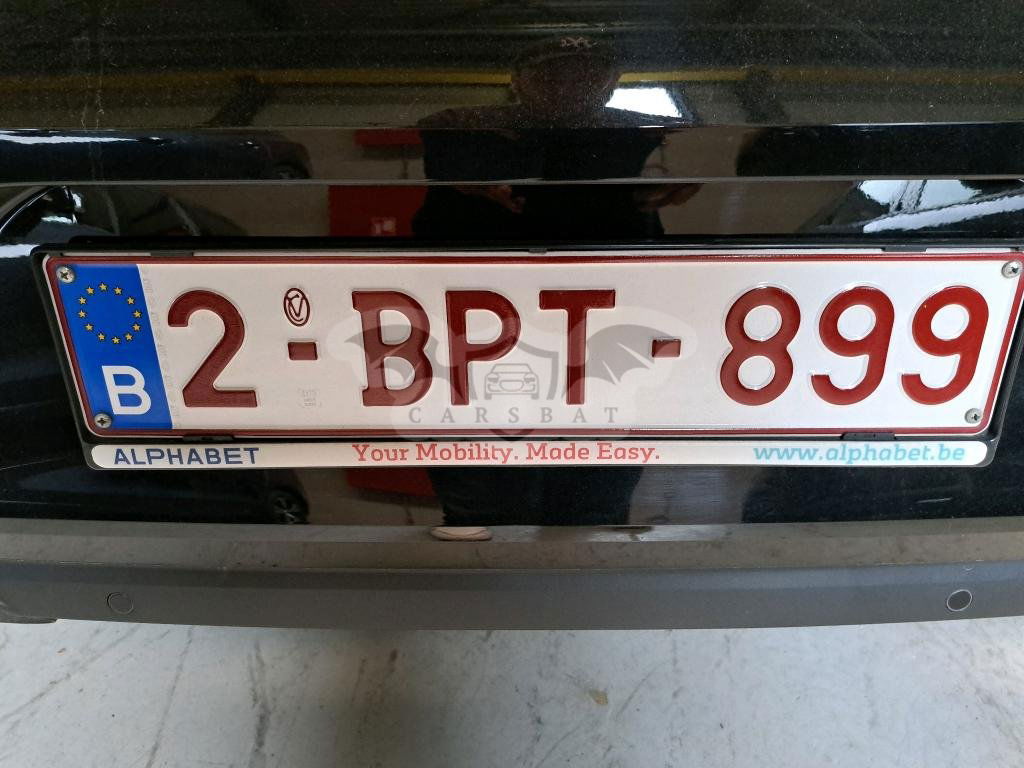 B 2-BPT-899
CARSBAT
ALPHABET Your Mobility. Made Easy. www.alphabet.be